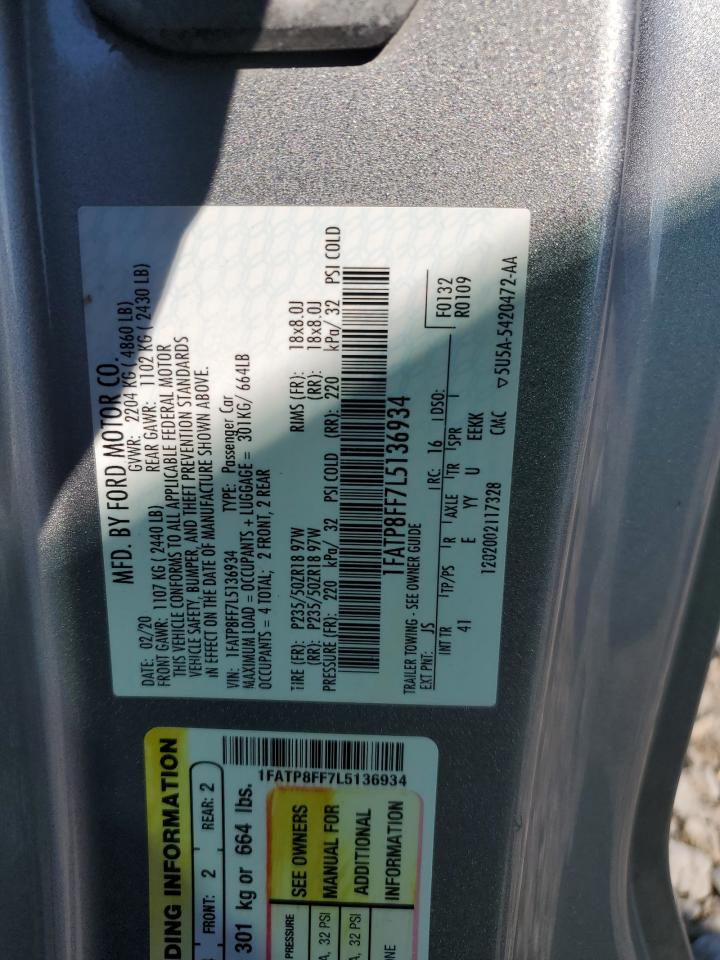 MFD. BY FORD MOTOR CO.
DATE: 02/20 GVWR: 2204 KG ( 4860 LB)
FRONT GAWR: 1107 KG ( 2440 LB) REAR GAWR: 1102 KG ( 2430 LB)
THIS VEHICLE CONFORMS TO ALL APPLICABLE FEDERAL MOTOR
VEHICLE SAFETY, BUMPER, AND THEFT PREVENTION STANDARDS
IN EFFECT ON THE DATE OF MANUFACTURE SHOWN ABOVE.
VIN: 1FATP8FF7L5136934 TYPE: Passenger Car
MAXIMUM LOAD = OCCUPANTS + LUGGAGE = 301KG/ 664LB
OCCUPANTS = 4 TOTAL; 2 FRONT, 2 REAR
TIRE (FR): P235/50ZR18 97W RIMS (FR): 18x8.0J
(RR): P235/50ZR18 97W (RR): 18x8.0J
PRESSURE (FR): 220 kPa/ 32 PSI COLD (RR): 220 kPa/ 32 PSI COLD
1FATP8FF7L5136934
TRAILER TOWING - SEE OWNER GUIDE
EXT PNT: JS RC: 16 DSO: F0132
INT TR TP/PS R AXLE TR SPR R0109
41 E YY U EEKK
12020021 17328 CMC
▽5U5A-5420472-AA
DING INFORMATION
FRONT: 2 REAR: 2
301 kg or 664 lbs.
1FATP8FF7L5136934
PRESSURE SEE OWNERS
A, 32 PSI MANUAL FOR
A, 32 PSI ADDITIONAL
ONE INFORMATION